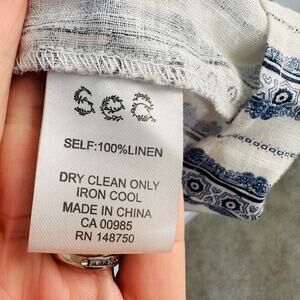 SEA
SELF:100%LINEN
DRY CLEAN ONLY
IRON COOL
MADE IN CHINA
CA 00985
RN 148750